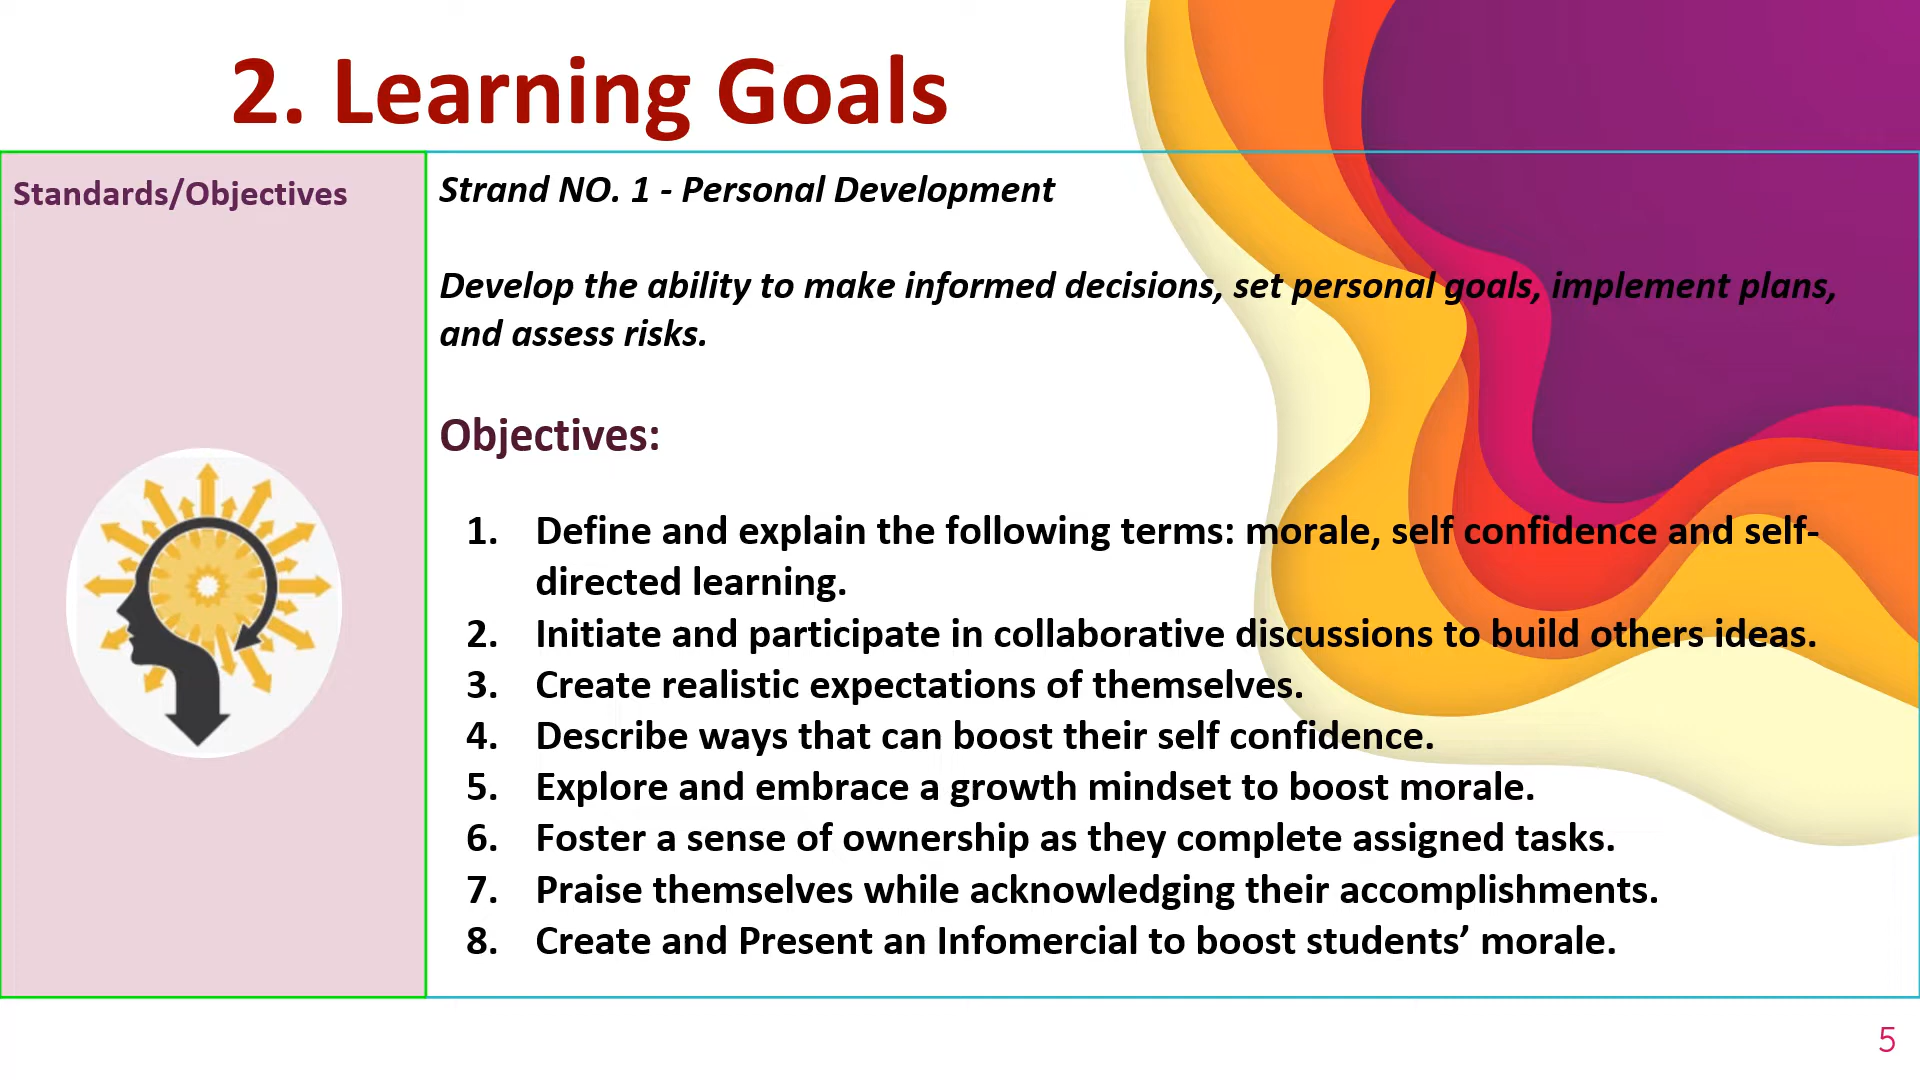 2. Learning Goals
Standards/Objectives
Strand NO. 1 - Personal Development
Develop the ability to make informed decisions, set personal goals, implement plans,
and assess risks.
Objectives:
1. Define and explain the following terms: morale, self confidence and self-
directed learning.
2. Initiate and participate in collaborative discussions to build others ideas.
3. Create realistic expectations of themselves.
4. Describe ways that can boost their self confidence.
5. Explore and embrace a growth mindset to boost morale.
6. Foster a sense of ownership as they complete assigned tasks.
7. Praise themselves while acknowledging their accomplishments.
8. Create and Present an Infomercial to boost students’ morale.
5